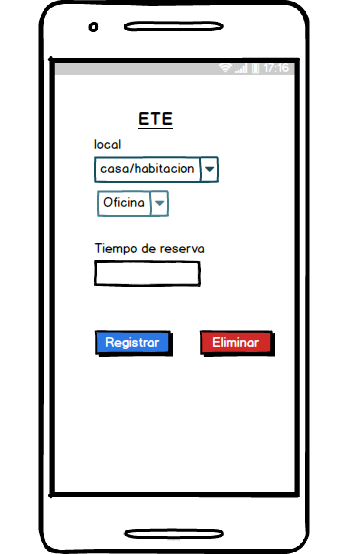 17:16
ETE
local
casa/habitacion
Oficina
Tiempo de reserva
Registrar Eliminar